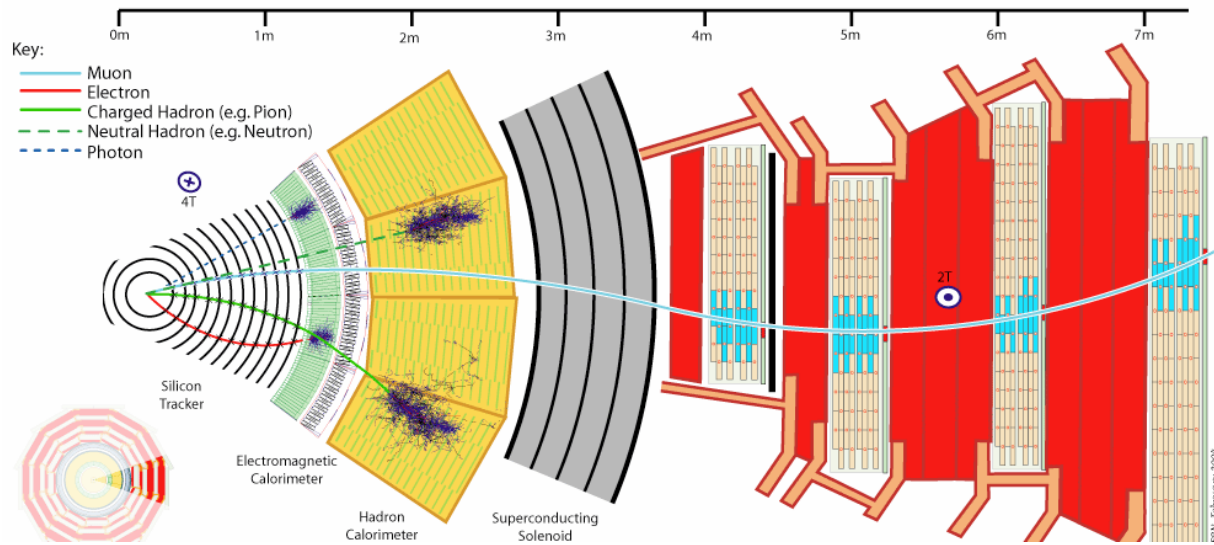 0m 1m 2m 3m 4m 5m 6m 7m
Key:
Muon
Electron
Charged Hadron (e.g. Pion)
Neutral Hadron (e.g. Neutron)
Photon
4T
2T
Silicon
Tracker
Electromagnetic
Calorimeter
Hadron
Calorimeter
Superconducting
Solenoid